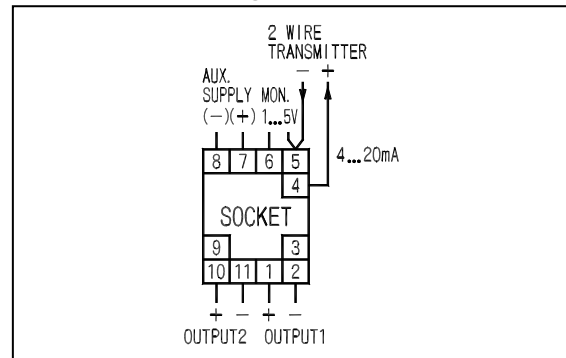 2 WIRE
TRANSMITTER
− +
AUX.
SUPPLY MON.
(−)(+) 1...5V
4...20mA
8 7 6 5
4
SOCKET
9 3
10 11 1 2
+ − + −
OUTPUT2 OUTPUT1